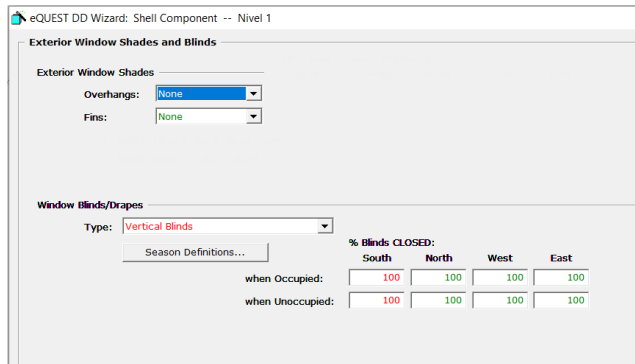 eQUEST DD Wizard: Shell Component -- Nivel 1
Exterior Window Shades and Blinds
Exterior Window Shades
Overhangs: None
Fins: None
Window Blinds/Drapes
Type: Vertical Blinds
Season Definitions...
% Blinds CLOSED:
South North West East
when Occupied: 100 100 100 100
when Unoccupied: 100 100 100 100